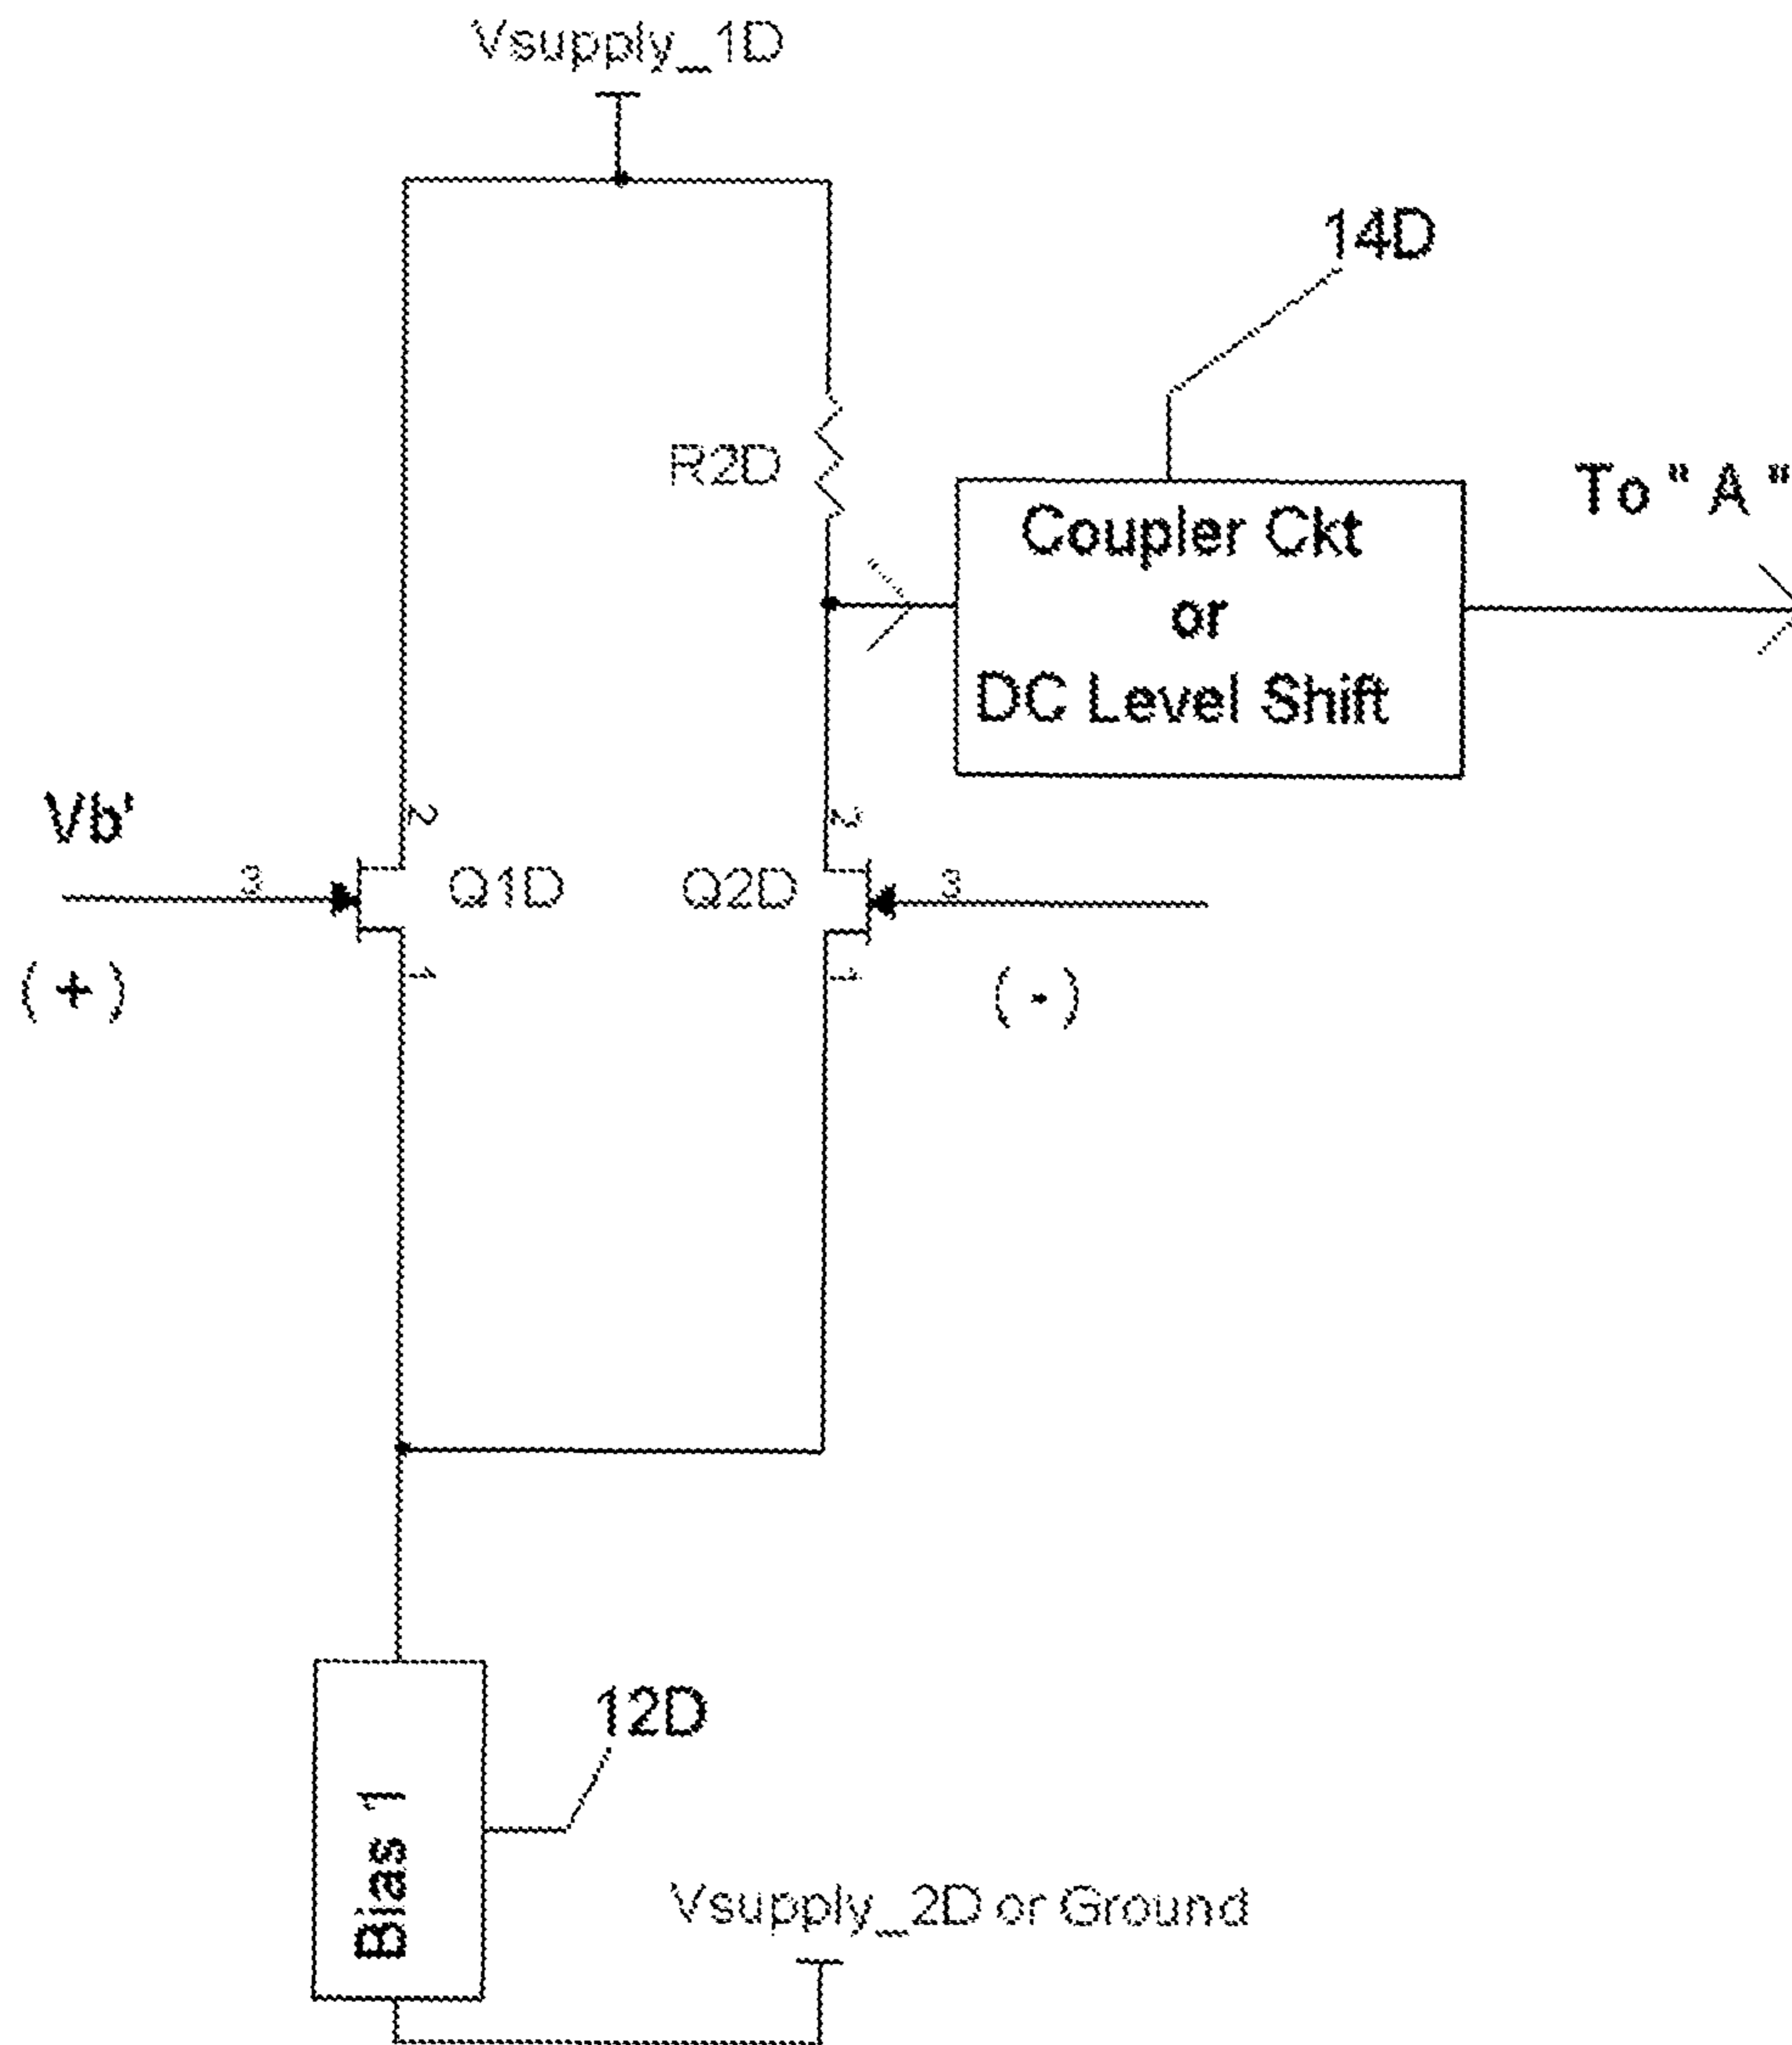 Vsupply_1D
14D
R2D
To " A "
Coupler Ckt
or
DC Level Shift
Vb'
2
2
3
Q1D
Q2D
3
( + )
1
1
( - )
12D
Bias 1
Vsupply_2D or Ground